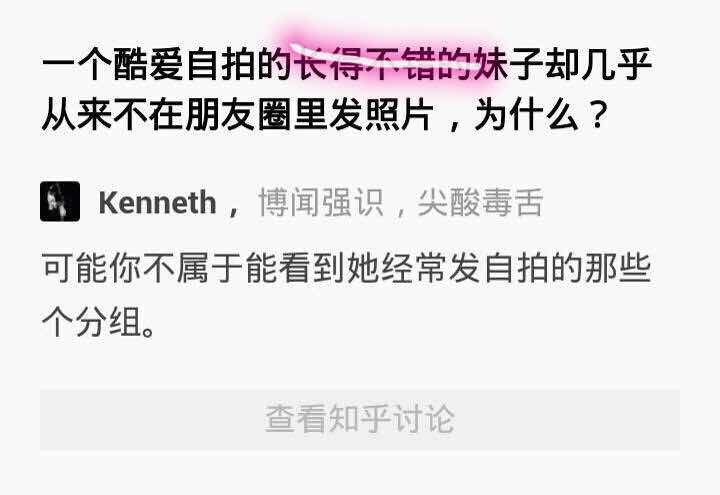 一个酷爱自拍的长得不错的妹子却几乎
从来不在朋友圈里发照片，为什么？
Kenneth，博闻强识，尖酸毒舌
可能你不属于能看到她经常发自拍的那些
个分组。
查看知乎讨论